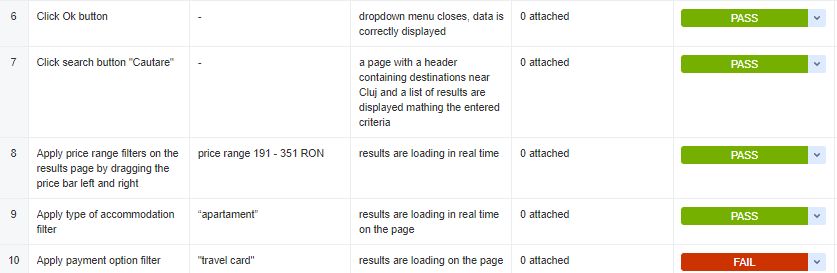 6 Click Ok button - dropdown menu closes, data is 0 attached PASS
correctly displayed
7 Click search button "Cautare" - a page with a header 0 attached PASS
containing destinations near
Cluj and a list of results are
displayed mathing the entered
criteria
8 Apply price range filters on the price range 191 - 351 RON results are loading in real time 0 attached PASS
results page by dragging the
price bar left and right
9 Apply type of accommodation “apartament” results are loading in real time 0 attached PASS
filter on the page
10 Apply payment option filter "travel card" results are loading on the page 0 attached FAIL